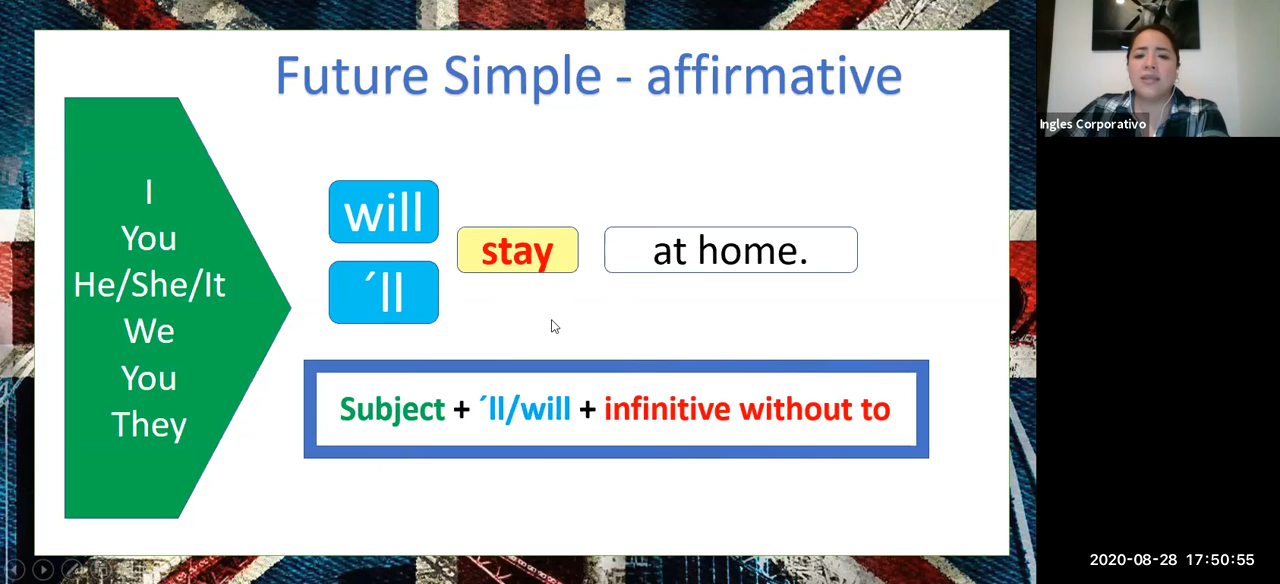 Future Simple - affirmative
I
You
He/She/It
We
You
They
will
´ll
stay
at home.
Subject + ´ll/will + infinitive without to
Ingles Corporativo
2020-08-28 17:50:55